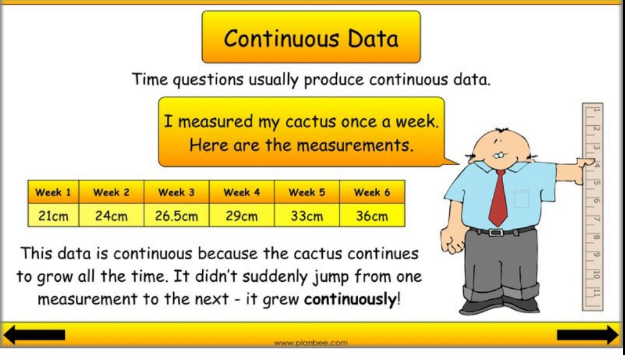 Continuous Data
Time questions usually produce continuous data.
I measured my cactus once a week.
Here are the measurements.
Week 1 Week 2 Week 3 Week 4 Week 5 Week 6
21cm 24cm 26.5cm 29cm 33cm 36cm
This data is continuous because the cactus continues
to grow all the time. It didn't suddenly jump from one
measurement to the next - it grew continuously!
1
2
3
4
5
6
7
8
9
10
11
www.planbee.com